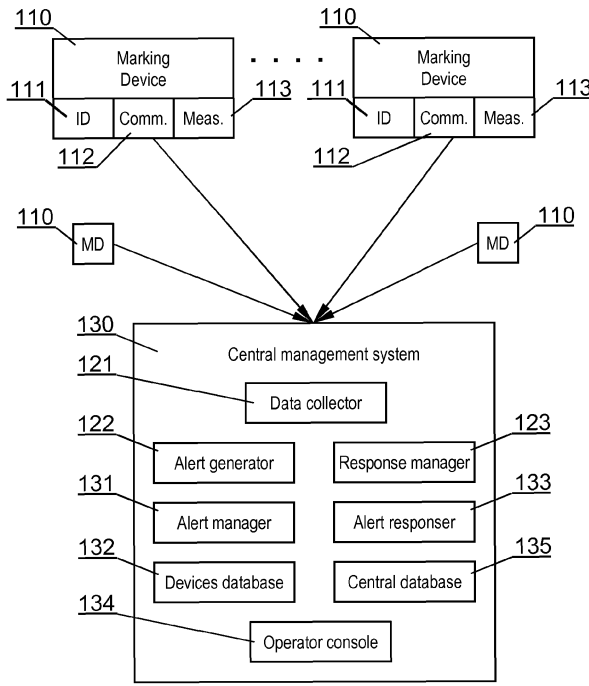 110
110
Marking
Device
. . . .
Marking
Device
111
113
111
113
ID
Comm.
Meas.
ID
Comm.
Meas.
112
112
110
110
MD
MD
130
Central management system
121
Data collector
122
123
Alert generator
Response manager
131
133
Alert manager
Alert responser
132
135
Devices database
Central database
134
Operator console